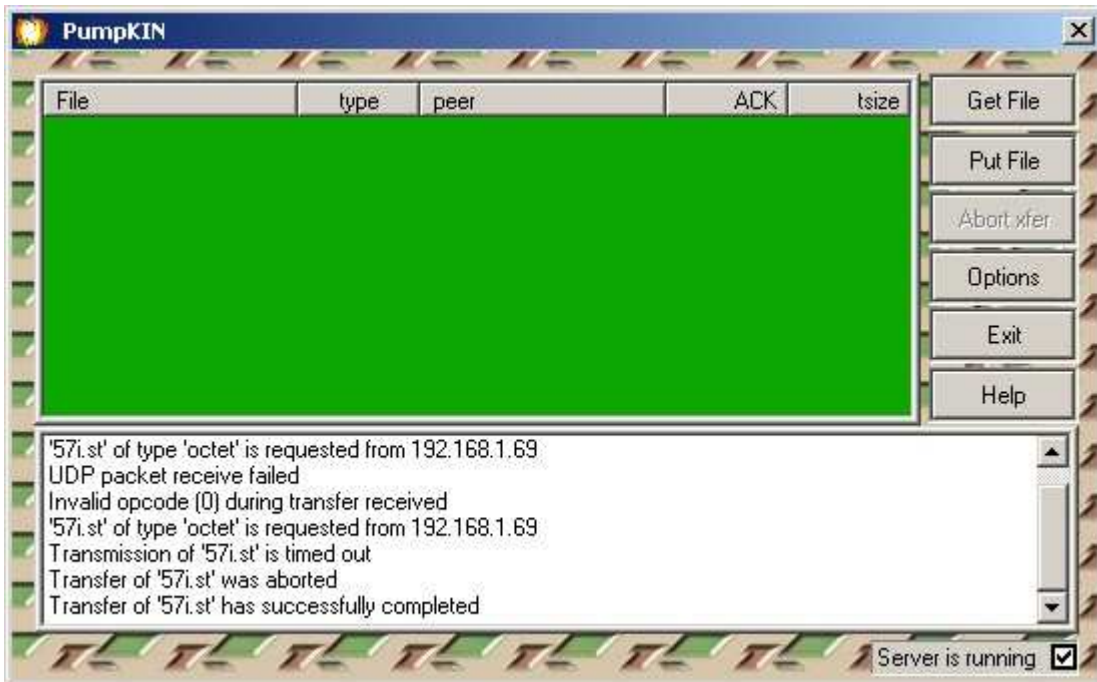 PumpKIN
File type peer ACK tsize
Get File
Put File
Abort xfer
Options
Exit
Help
'57i.st' of type 'octet' is requested from 192.168.1.69
UDP packet receive failed
Invalid opcode (0) during transfer received
'57i.st' of type 'octet' is requested from 192.168.1.69
Transmission of '57i.st' is timed out
Transfer of '57i.st' was aborted
Transfer of '57i.st' has successfully completed
Server is running